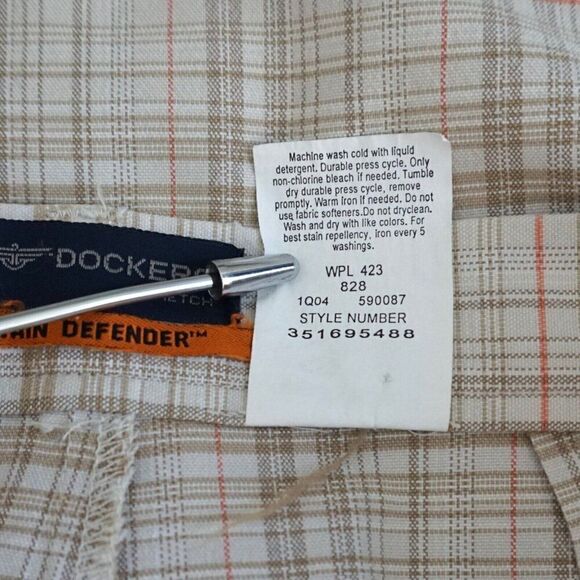 Machine wash cold with liquid
detergent. Durable press cycle. Only
non-chlorine bleach if needed. Tumble
dry durable press cycle, remove
promptly. Warm Iron if needed. Do not
use fabric softeners.Do not dryclean.
Wash and dry with like colors. For
best stain repellency, iron every 5
washings.
WPL 423
828
1Q04 590087
STYLE NUMBER
351695488
DOCKERS
DEFENDER™